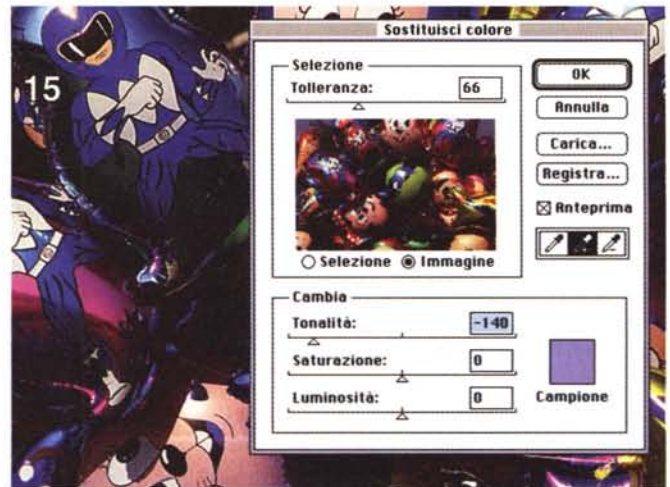 15
Sostituisci colore
Selezione
Tolleranza: 66
Selezione Immagine
OK
Annulla
Carica...
Registra...
Anteprima
Cambia
Tonalità: -140
Saturazione: 0
Luminosità: 0
Campione